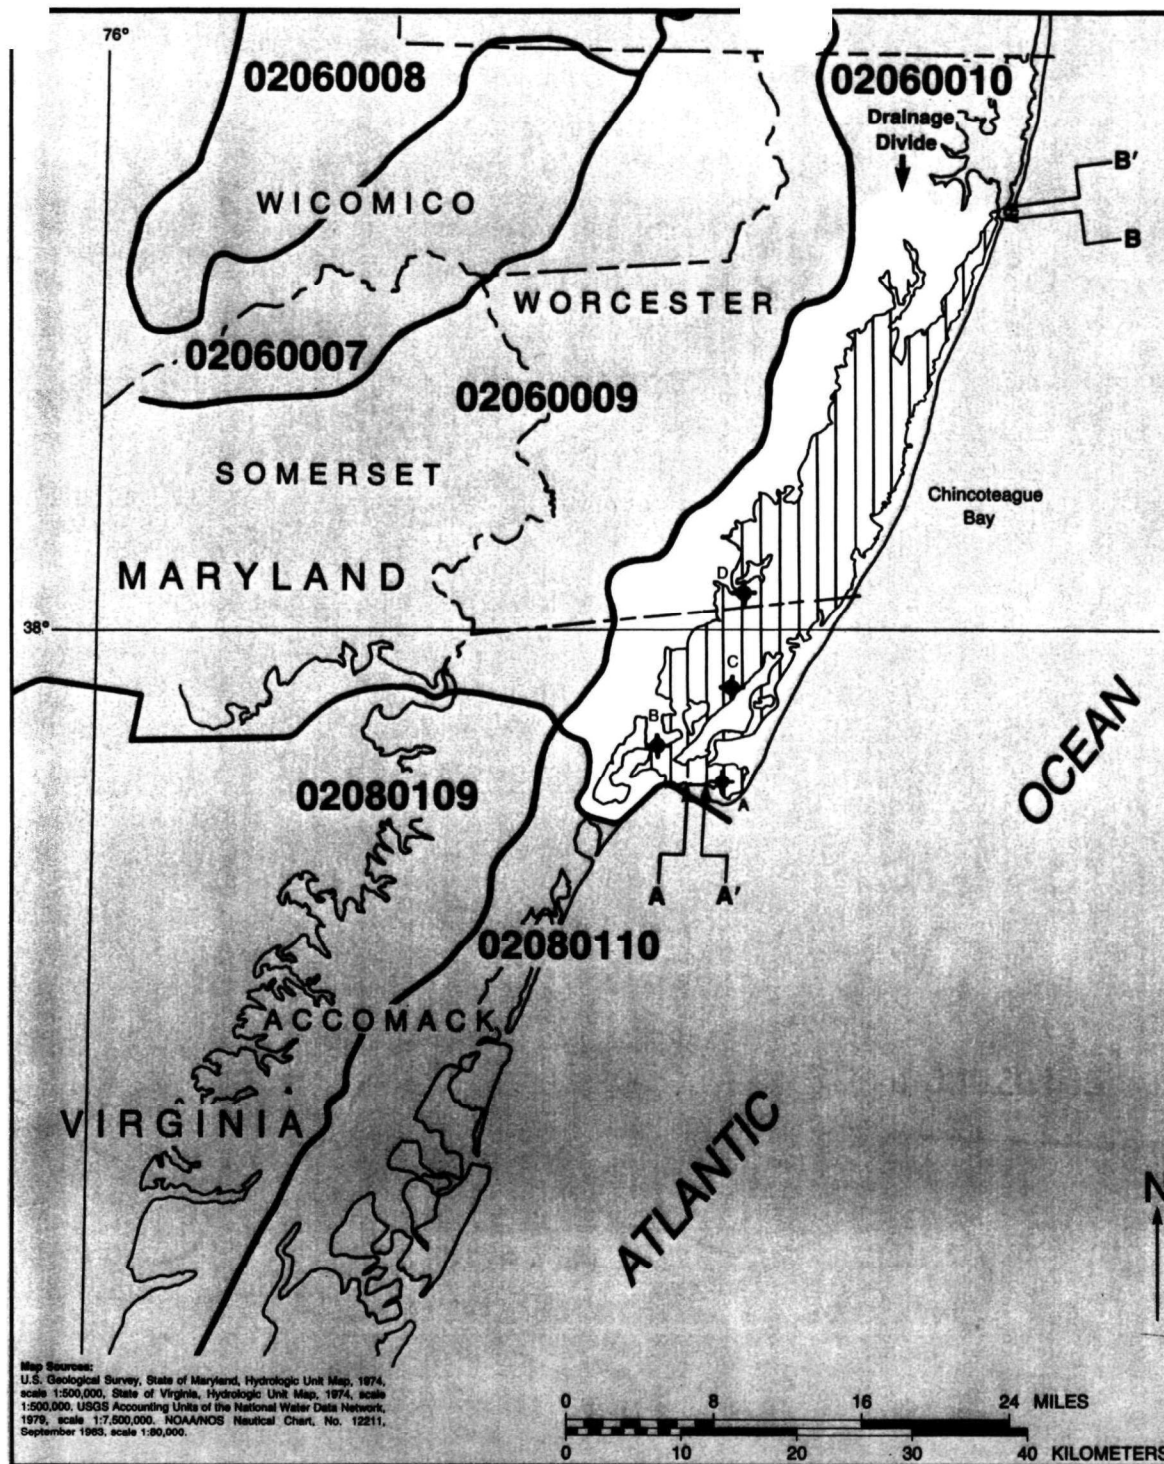 76°
02060008
02060010
Drainage
Divide
B'
WICOMICO
B
WORCESTER
02060007
02060009
SOMERSET
Chincoteague
Bay
MARYLAND
D
38°
C
B
OCEAN
02080109
A
A
A'
02080110
ACCOMACK
VIRGINIA
ATLANTIC
N
Map Sources:
U.S. Geological Survey, State of Maryland, Hydrologic Unit Map, 1974,
scale 1:500,000, State of Virginia, Hydrologic Unit Map, 1974, scale
1:500,000, USGS Accounting Units of the National Water Data Network,
1979, scale 1:7,500,000. NOAA/NOS Nautical Chart, No. 12211,
September 1983, scale 1:80,000.
0 8 16 24 MILES
0 10 20 30 40 KILOMETERS